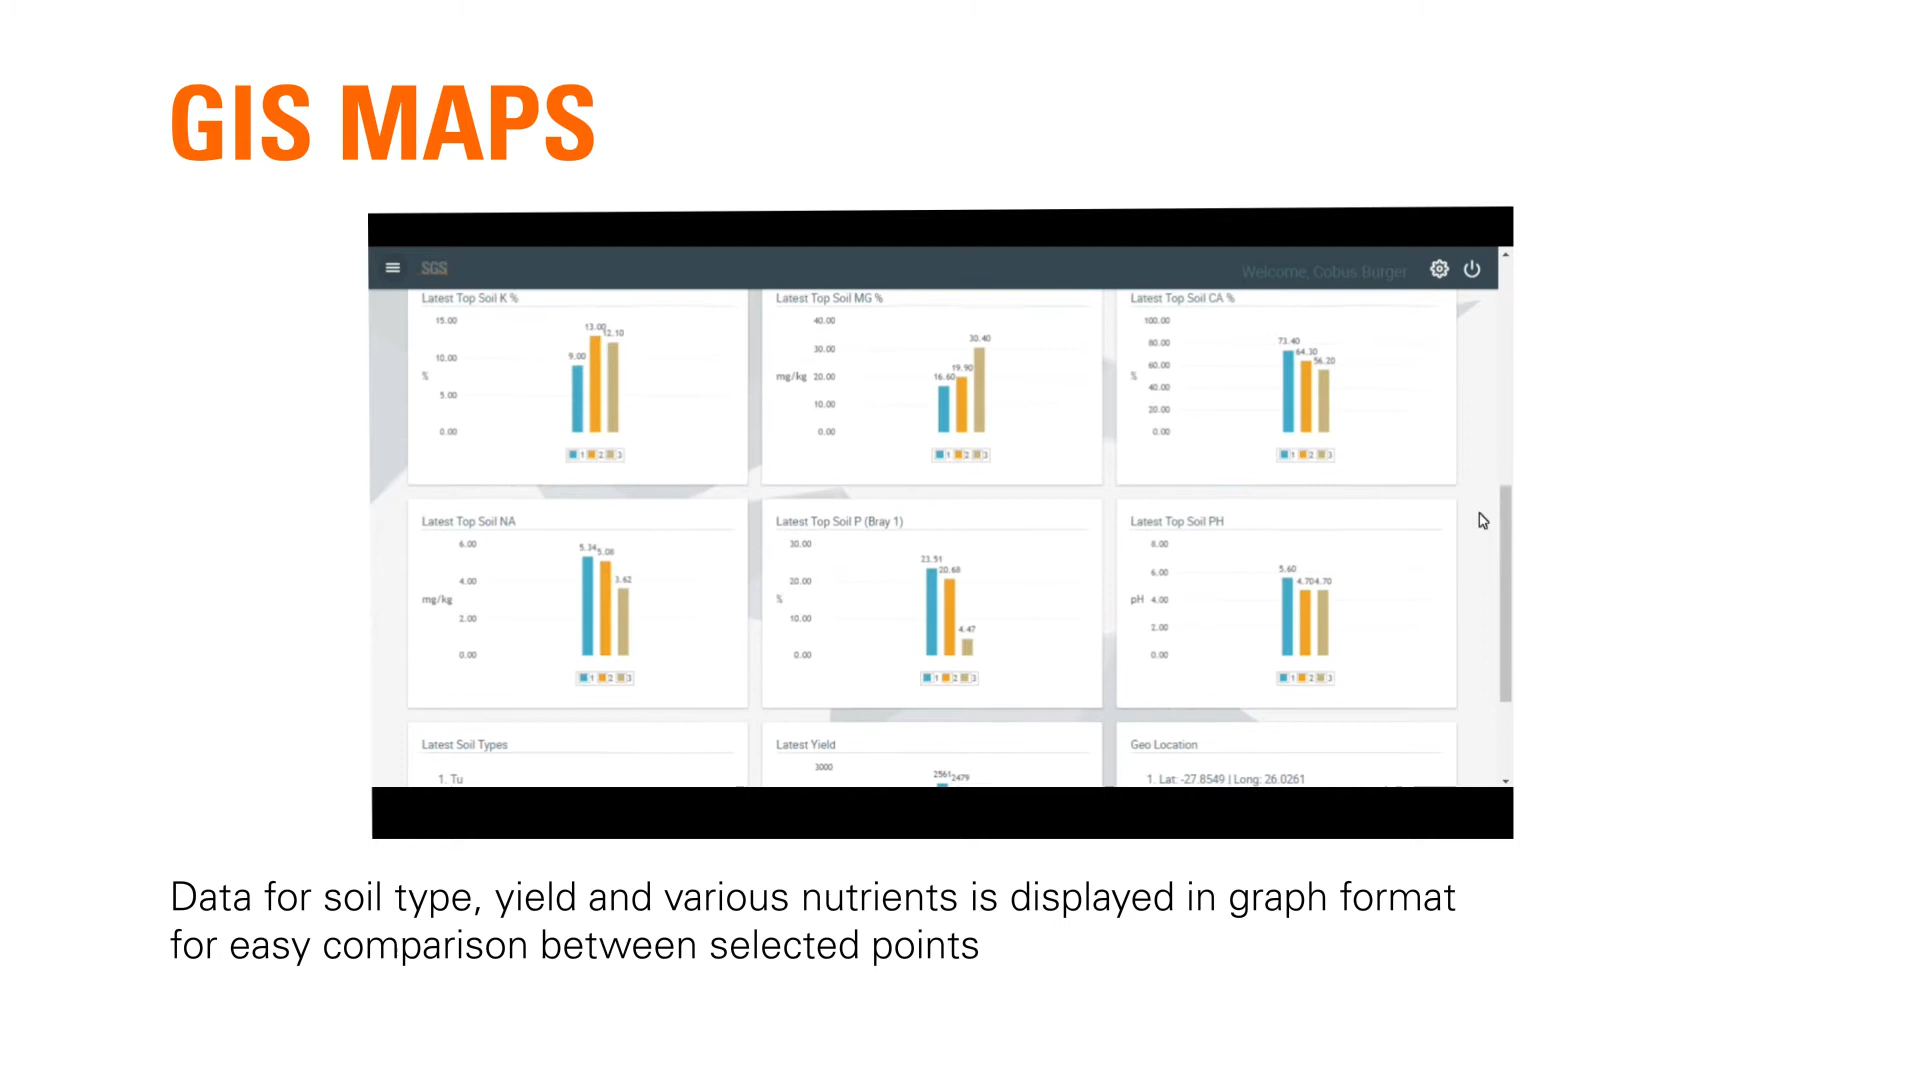 GIS MAPS
SGS
Welcome, Cobus Burger
Latest Top Soil K %
15.00
10.00
%
5.00
0.00
9.00
13.00
12.10
1 2 3
Latest Top Soil MG %
40.00
30.00
mg/kg 20.00
10.00
0.00
16.60
19.90
30.40
1 2 3
Latest Top Soil CA %
100.00
80.00
60.00
%
40.00
20.00
0.00
73.40
64.30
56.20
1 2 3
Latest Top Soil NA
6.00
4.00
mg/kg
2.00
0.00
5.34
5.08
3.62
1 2 3
Latest Top Soil P (Bray 1)
30.00
20.00
%
10.00
0.00
23.51
20.68
4.47
1 2 3
Latest Top Soil PH
8.00
6.00
pH 4.00
2.00
0.00
5.60
4.70 4.70
1 2 3
Latest Soil Types
1. Tu
Latest Yield
3000
2561 2479
Geo Location
1. Lat: -27.8549 | Long: 26.0261
Data for soil type, yield and various nutrients is displayed in graph format
for easy comparison between selected points